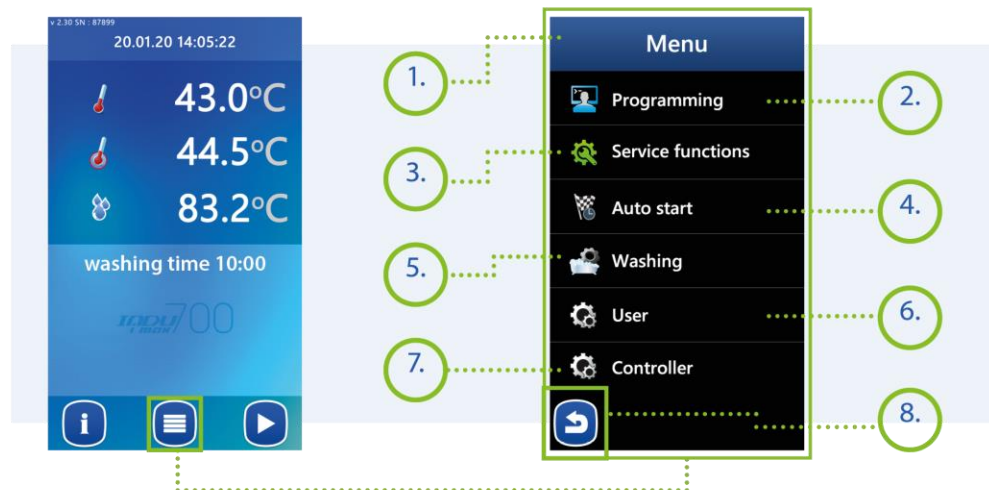 v 2.30 SN : 87899
20.01.20 14:05:22
43.0°C
44.5°C
83.2°C
washing time 10:00
INDU 700
i max
i
Menu
1.
Programming
2.
Service functions
3.
Auto start
4.
Washing
5.
User
6.
Controller
7.
8.